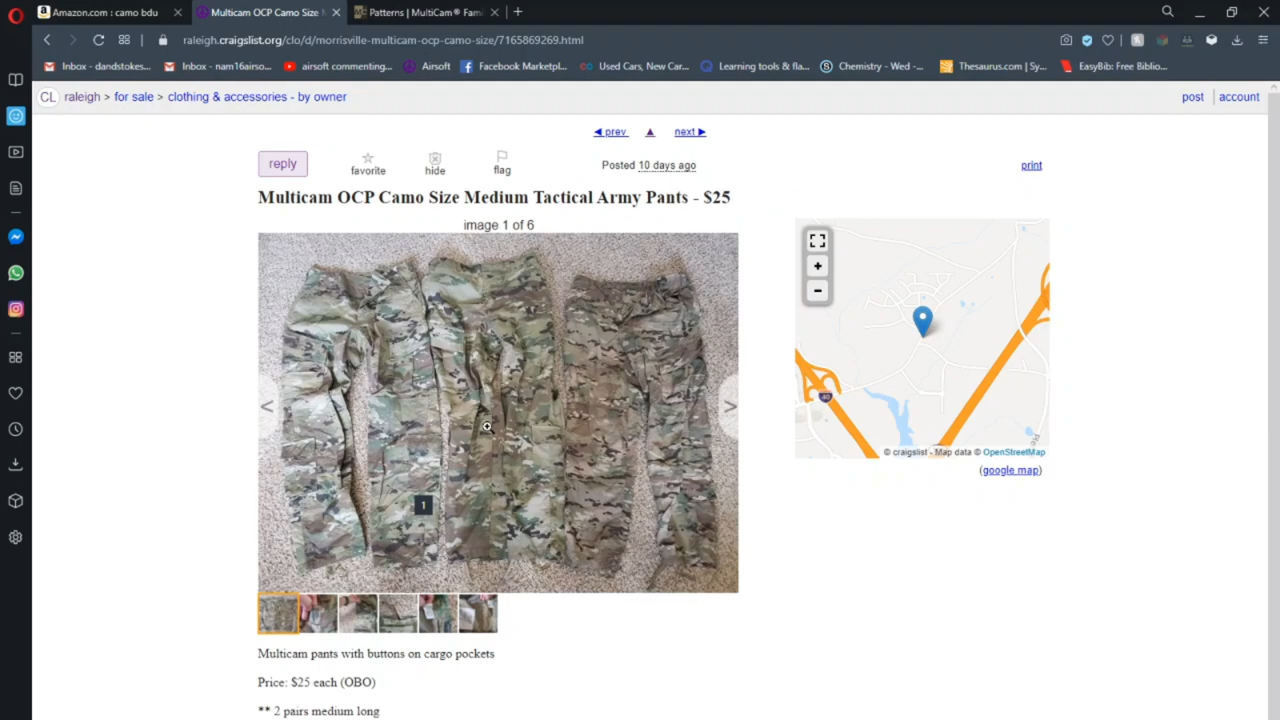 Amazon.com : camo bdu
Multicam OCP Camo Size
Patterns | MultiCam® Fami
raleigh.craigslist.org/clo/d/morrisville-multicam-ocp-camo-size/7165869269.html
Inbox - dandstokes...
Inbox - nam16airso...
airsoft commenting...
Airsoft
Facebook Marketpl...
Used Cars, New Car...
Learning tools & fla...
Chemistry - Wed -...
Thesaurus.com | Sy...
EasyBib: Free Biblio...
CL raleigh > for sale > clothing & accessories - by owner
post account
◀ prev ▲ next ▶
reply
favorite
hide
flag
Posted 10 days ago
print
Multicam OCP Camo Size Medium Tactical Army Pants - $25
image 1 of 6
<
>
1
+
-
40
© craigslist - Map data © OpenStreetMap
(google map)
Multicam pants with buttons on cargo pockets
Price: $25 each (OBO)
** 2 pairs medium long